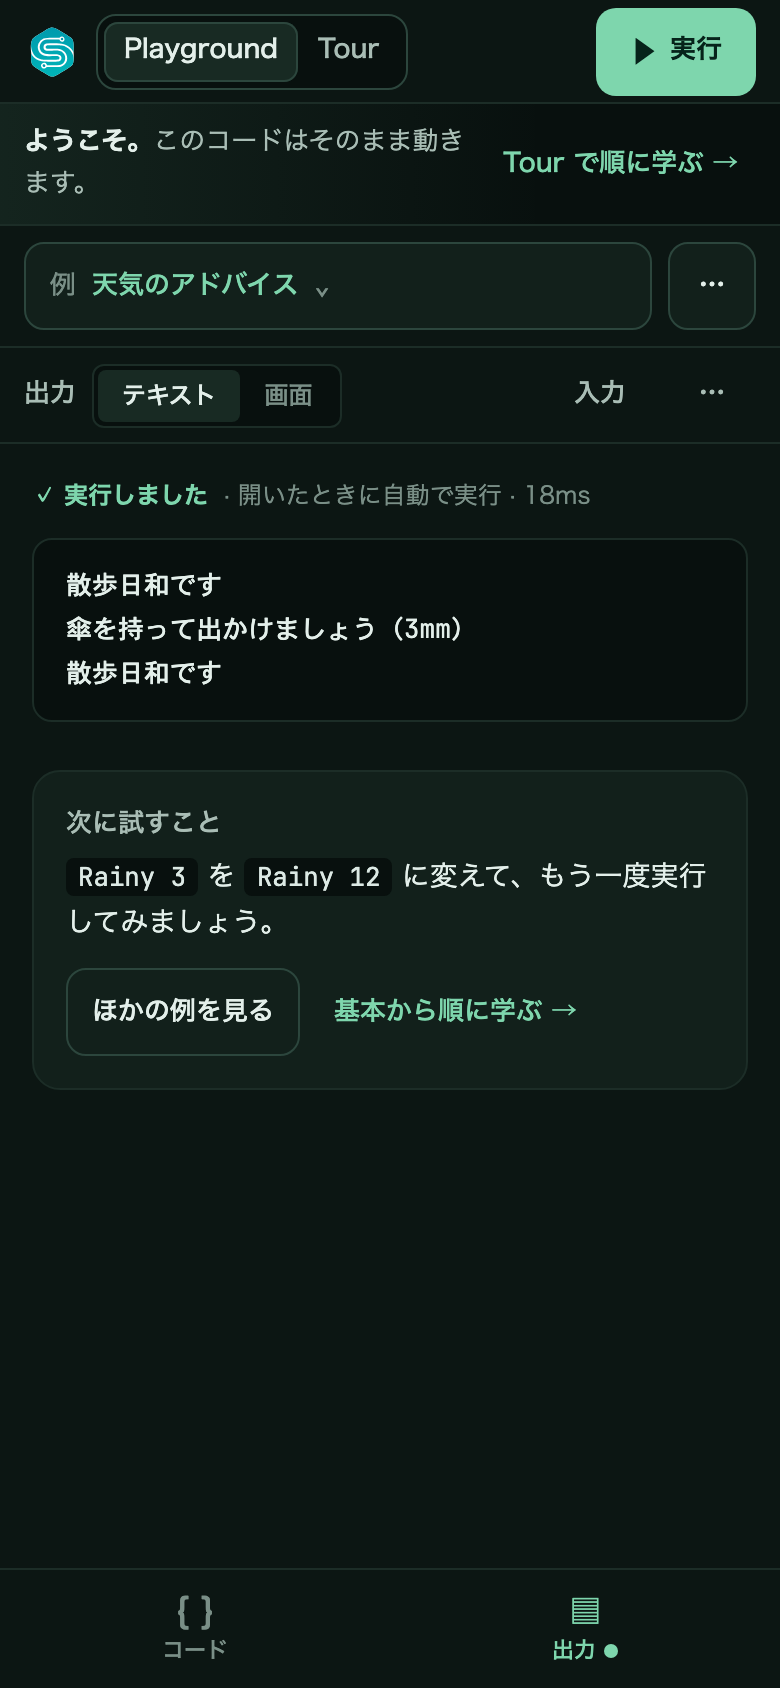 Playground Tour ▶ 実行
ようこそ。このコードはそのまま動き
ます。
Tour で順に学ぶ →
例 天気のアドバイス ⌄ …
出力 テキスト 画面 入力 …
✓ 実行しました · 開いたときに自動で実行 · 18ms
散歩日和です
傘を持って出かけましょう（3mm）
散歩日和です
次に試すこと
Rainy 3 を Rainy 12 に変えて、もう一度実行
してみましょう。
ほかの例を見る 基本から順に学ぶ →
{ } ▤
コード 出力 ●